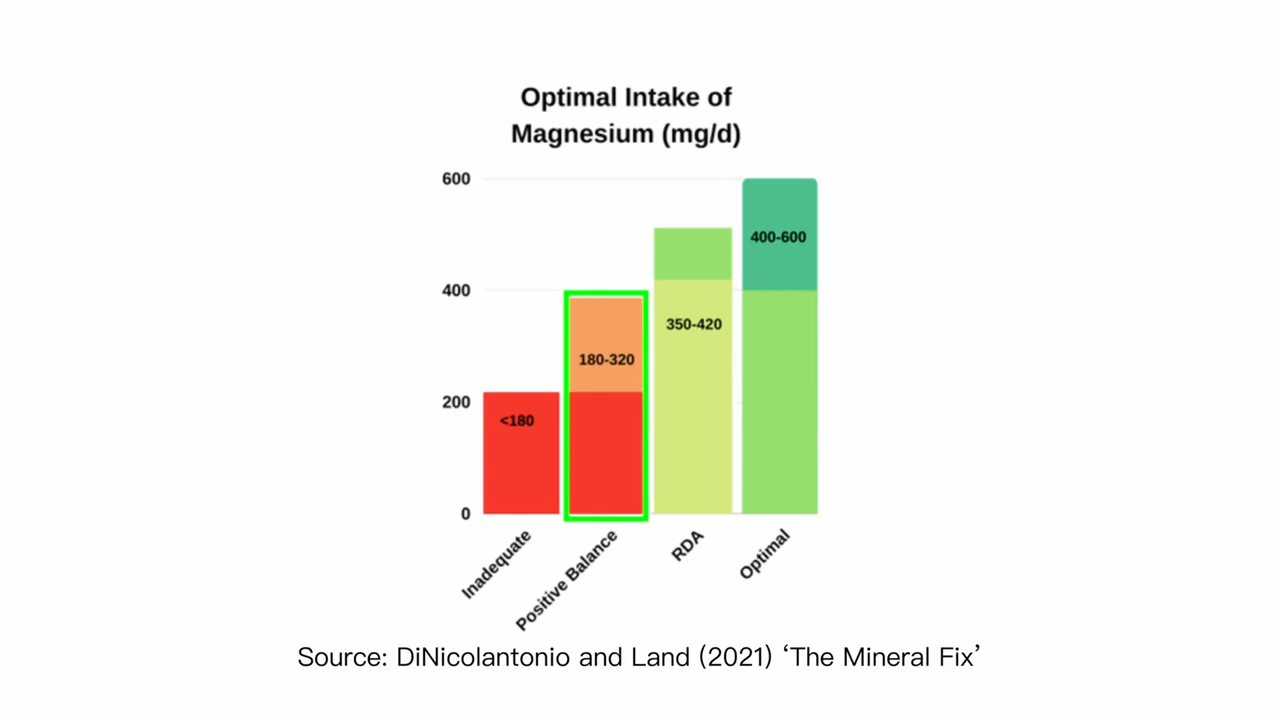 Optimal Intake of
Magnesium (mg/d)
600
400
200
0
<180
180-320
350-420
400-600
Inadequate
Positive Balance
RDA
Optimal
Source: DiNicolantonio and Land (2021) ‘The Mineral Fix’